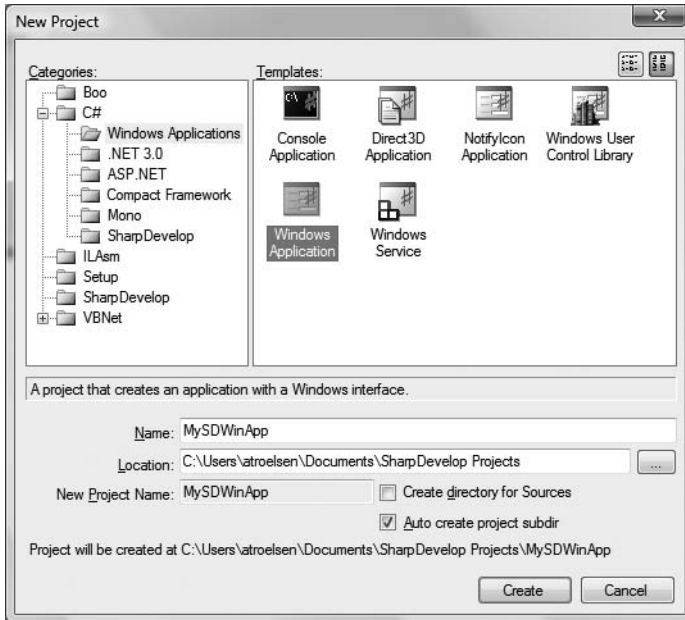 New Project
Categories:
Boo
C#
Windows Applications
.NET 3.0
ASP.NET
Compact Framework
Mono
SharpDevelop
ILAsm
Setup
SharpDevelop
VBNet
Templates:
Console Application
Direct3D Application
NotifyIcon Application
Windows User Control Library
Windows Application
Windows Service
A project that creates an application with a Windows interface.
Name: MySDWinApp
Location: C:\Users\atroelsen\Documents\SharpDevelop Projects ...
New Project Name: MySDWinApp Create directory for Sources
Auto create project subdir
Project will be created at C:\Users\atroelsen\Documents\SharpDevelop Projects\MySDWinApp
Create Cancel